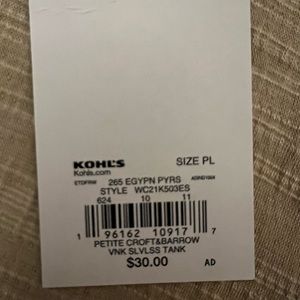 KOHL'S SIZE PL
Kohls.com
265 EGYPN PYRS
STYLE WC21K503ES
624 10 11
1 96162 10917 7
PETITE CROFT&BARROW
VNK SLVLSS TANK
$30.00 AD